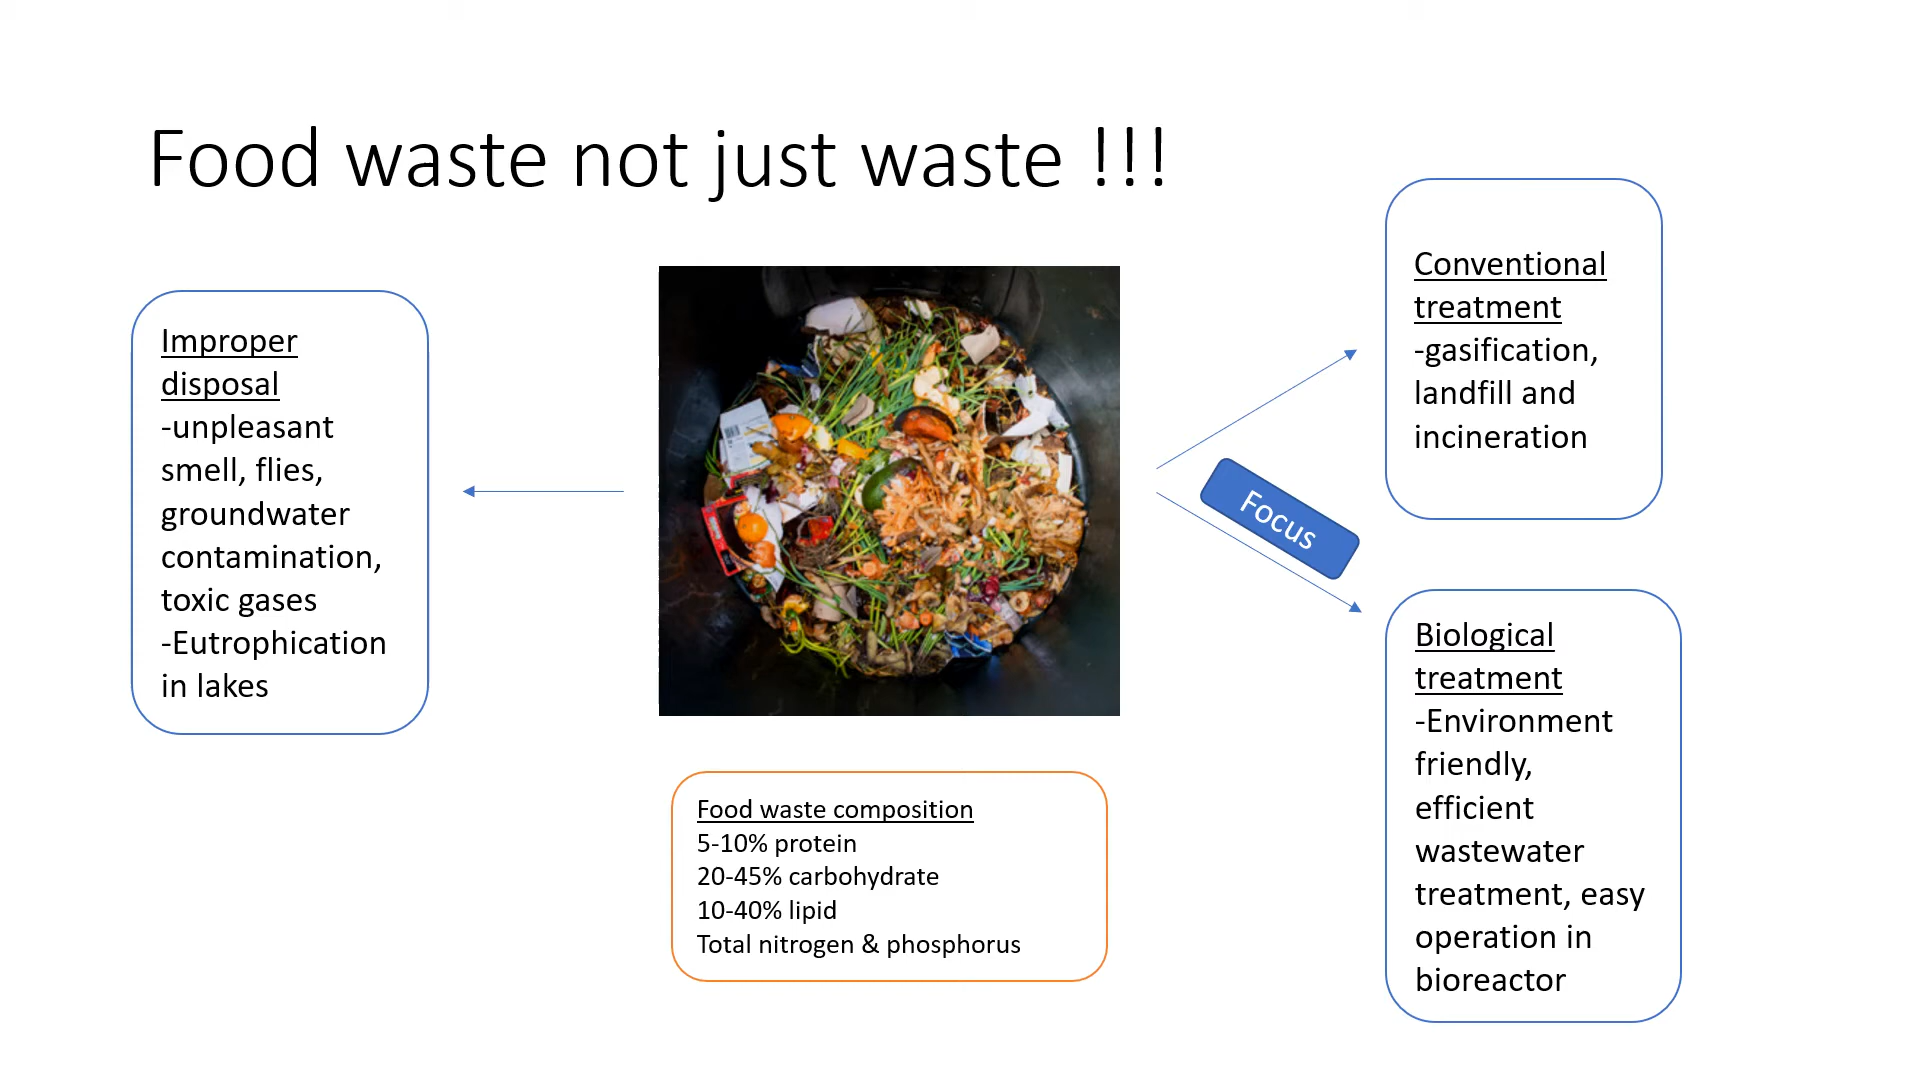 Food waste not just waste !!!
Improper
disposal
-unpleasant
smell, flies,
groundwater
contamination,
toxic gases
-Eutrophication
in lakes
Conventional
treatment
-gasification,
landfill and
incineration
Focus
Biological
treatment
-Environment
friendly,
efficient
wastewater
treatment, easy
operation in
bioreactor
Food waste composition
5-10% protein
20-45% carbohydrate
10-40% lipid
Total nitrogen & phosphorus